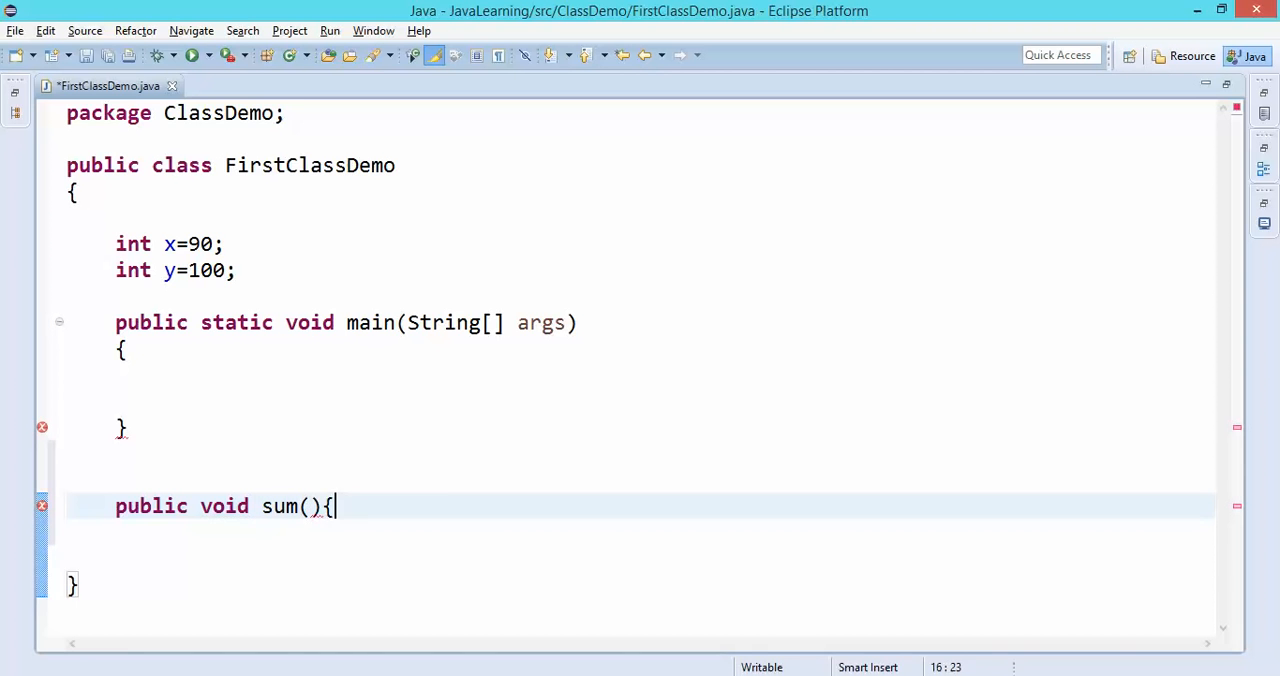 Java - JavaLearning/src/ClassDemo/FirstClassDemo.java - Eclipse Platform
File Edit Source Refactor Navigate Search Project Run Window Help
Quick Access Resource Java
*FirstClassDemo.java
package ClassDemo;
public class FirstClassDemo
{
int x=90;
int y=100;
public static void main(String[] args)
{
}
public void sum(){
}
Writable Smart Insert 16 : 23